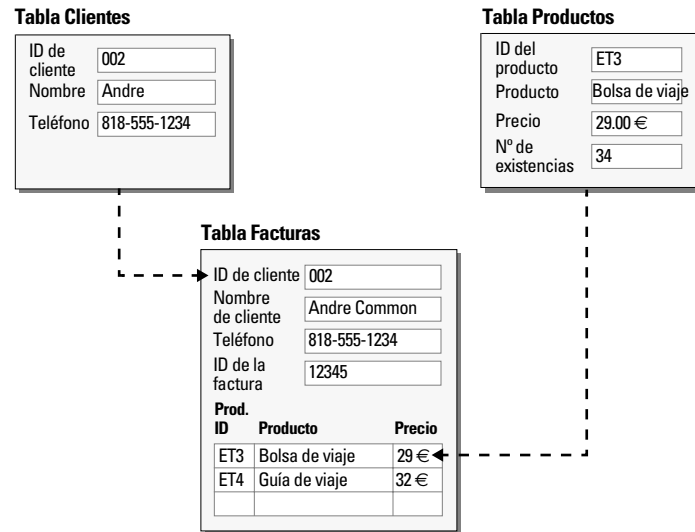 Tabla Clientes
ID de
cliente
002
Nombre
Andre
Teléfono
818-555-1234
Tabla Productos
ID del
producto
ET3
Producto
Bolsa de viaje
Precio
29.00 €
Nº de
existencias
34
Tabla Facturas
ID de cliente
002
Nombre
de cliente
Andre Common
Teléfono
818-555-1234
ID de la
factura
12345
Prod.
ID Producto Precio
ET3 Bolsa de viaje 29 €
ET4 Guía de viaje 32 €